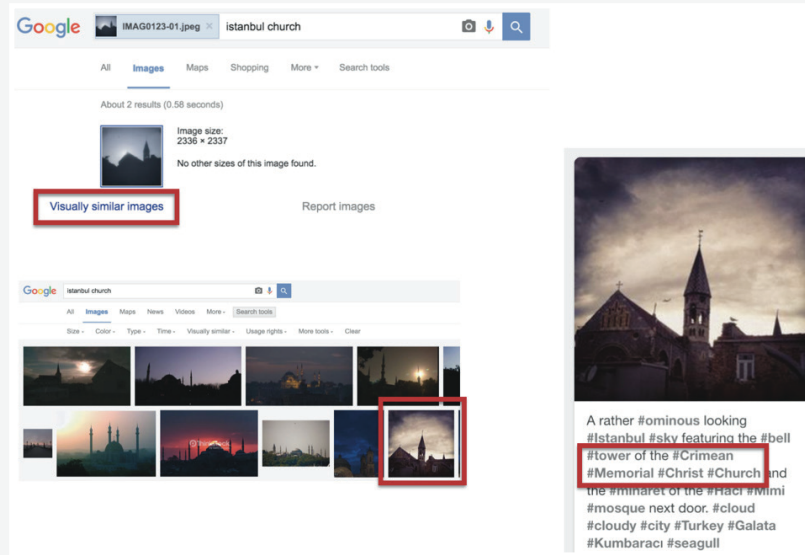 Google IMAG0123-01.jpeg × istanbul church
All Images Maps Shopping More Search tools
About 2 results (0.58 seconds)
Image size:
2336 × 2337
No other sizes of this image found.
Visually similar images Report images
Google istanbul church
All Images Maps News Videos More Search tools
Size Color Type Time Visually similar Usage rights More tools Clear
A rather #ominous looking
#Istanbul #sky featuring the #bell
#tower of the #Crimean
#Memorial #Christ #Church and
the #minaret of the #Hacı #Mimi
#mosque next door. #cloud
#cloudy #city #Turkey #Galata
#Kumbaracı #seagull